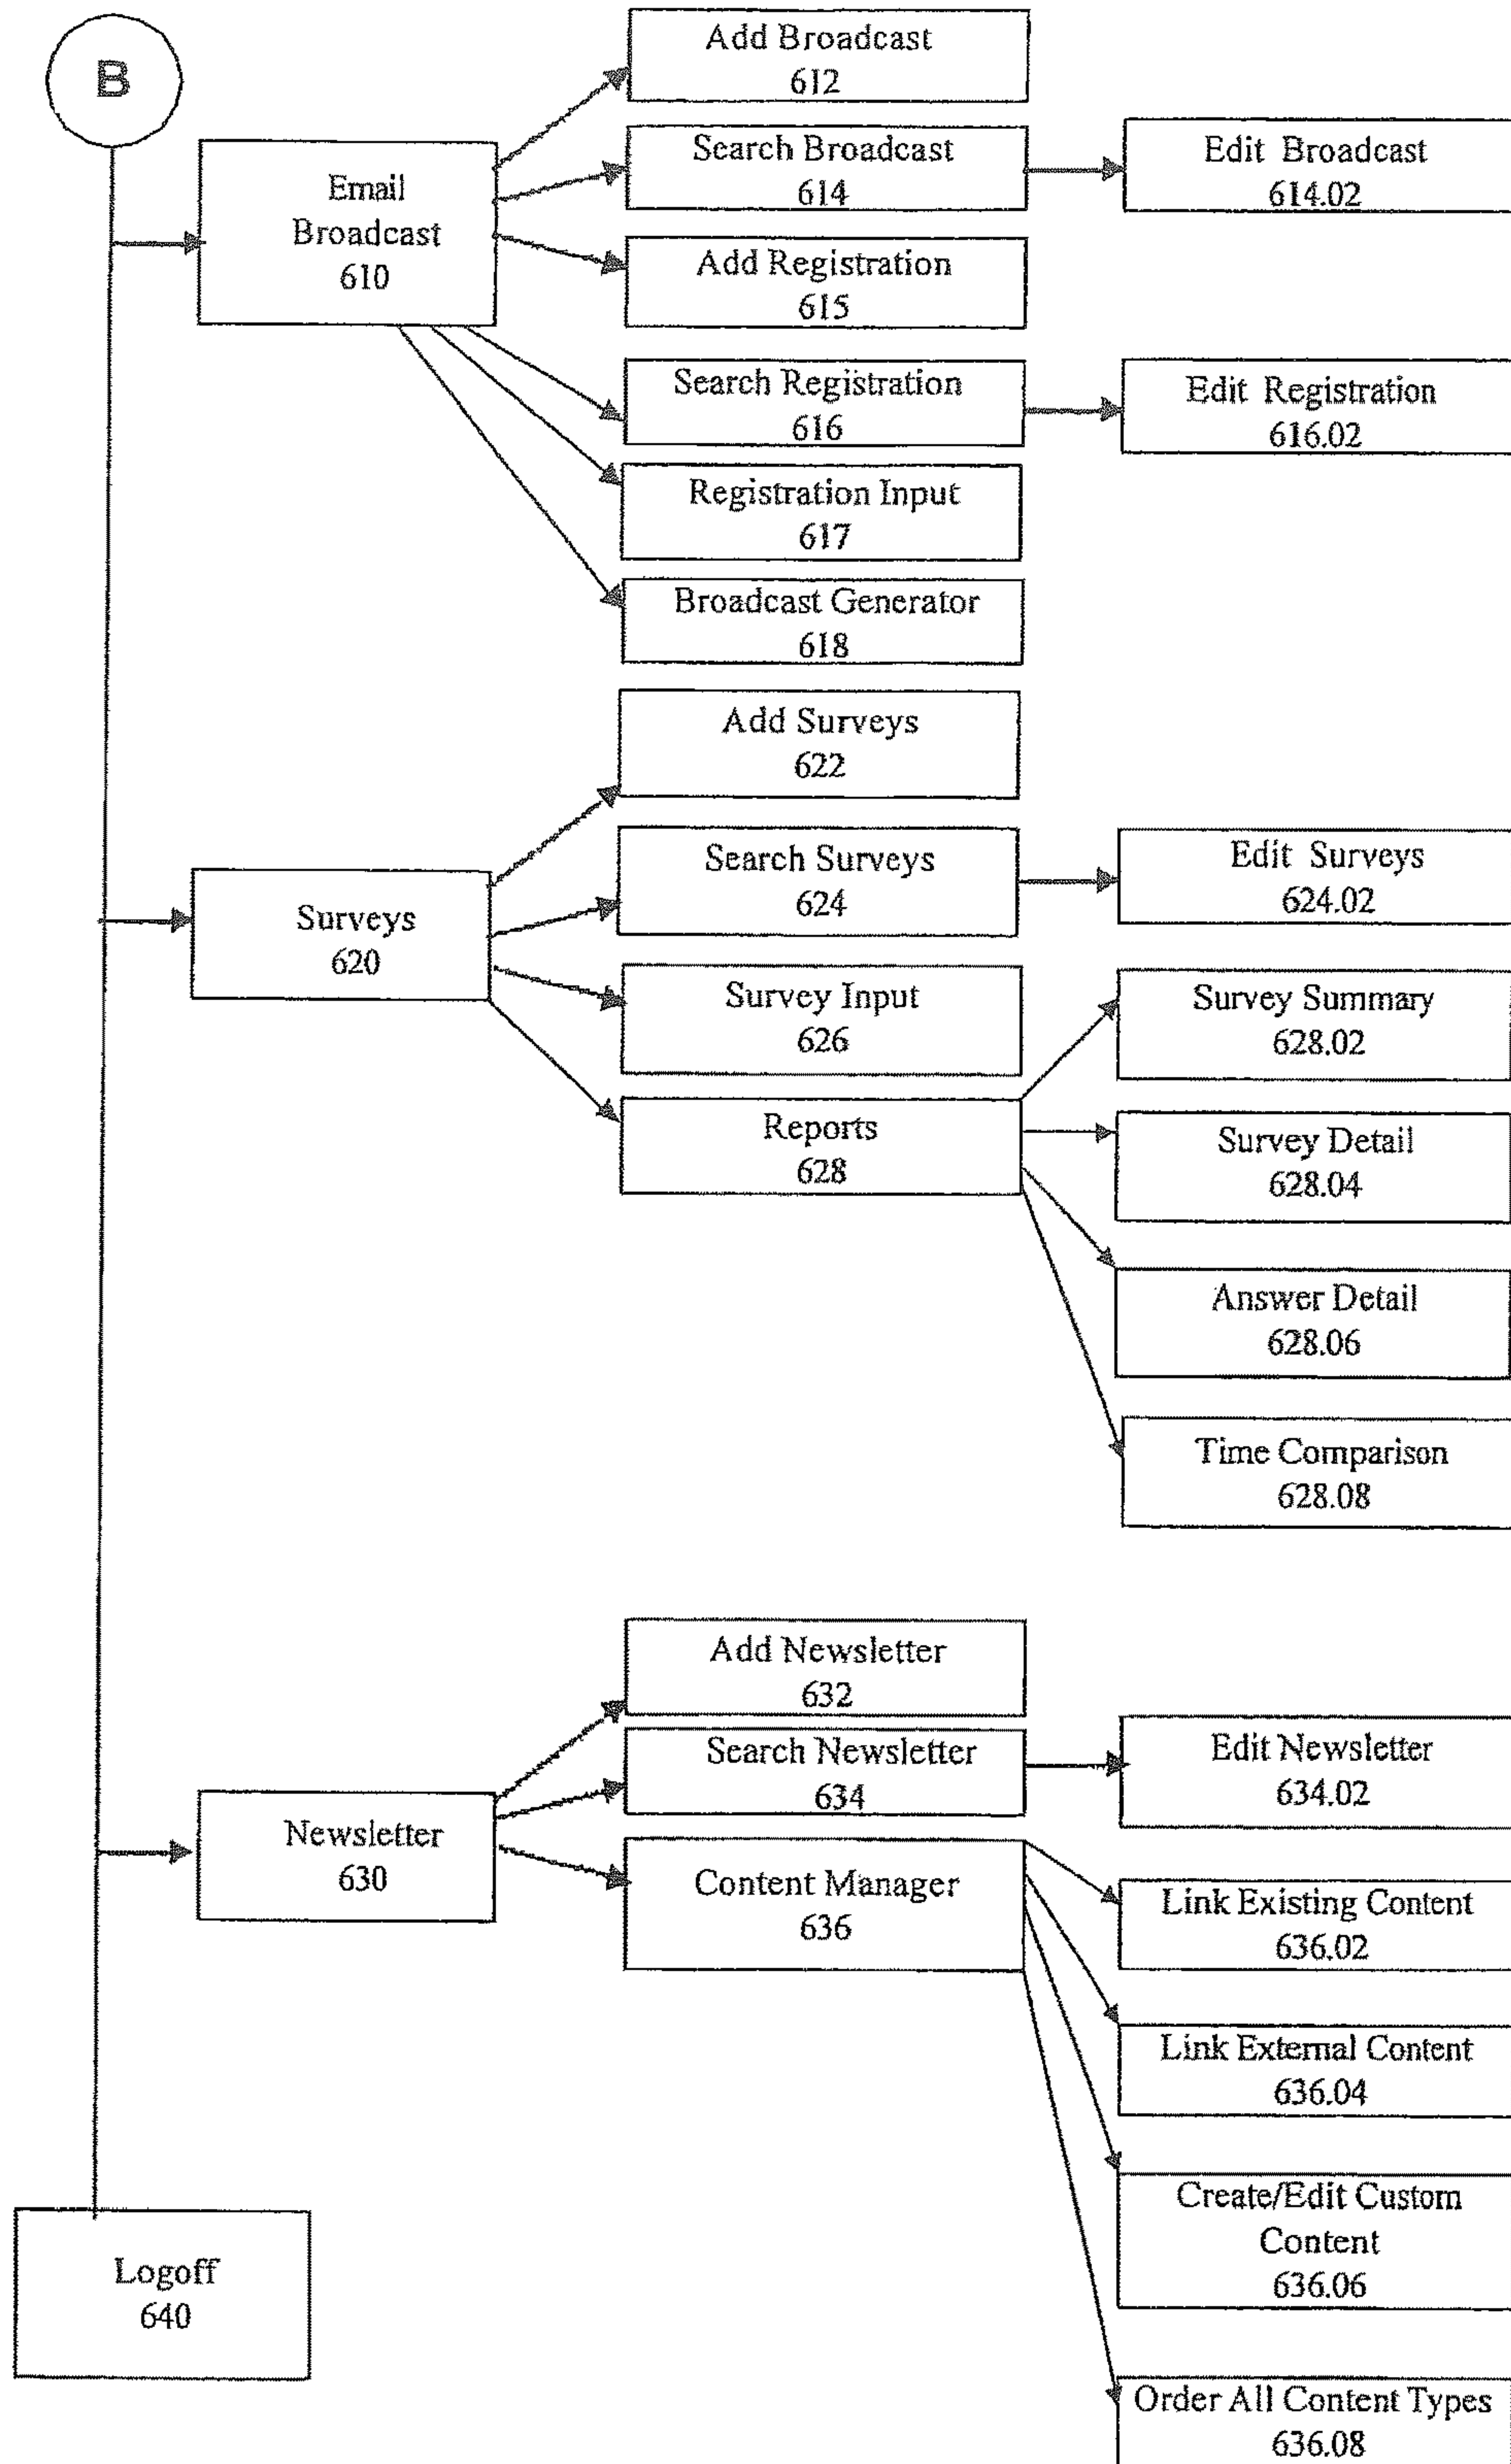 B
Email
Broadcast
610
Add Broadcast
612
Search Broadcast
614
Edit Broadcast
614.02
Add Registration
615
Search Registration
616
Edit Registration
616.02
Registration Input
617
Broadcast Generator
618
Surveys
620
Add Surveys
622
Search Surveys
624
Edit Surveys
624.02
Survey Input
626
Reports
628
Survey Summary
628.02
Survey Detail
628.04
Answer Detail
628.06
Time Comparison
628.08
Newsletter
630
Add Newsletter
632
Search Newsletter
634
Edit Newsletter
634.02
Content Manager
636
Link Existing Content
636.02
Link External Content
636.04
Create/Edit Custom
Content
636.06
Order All Content Types
636.08
Logoff
640